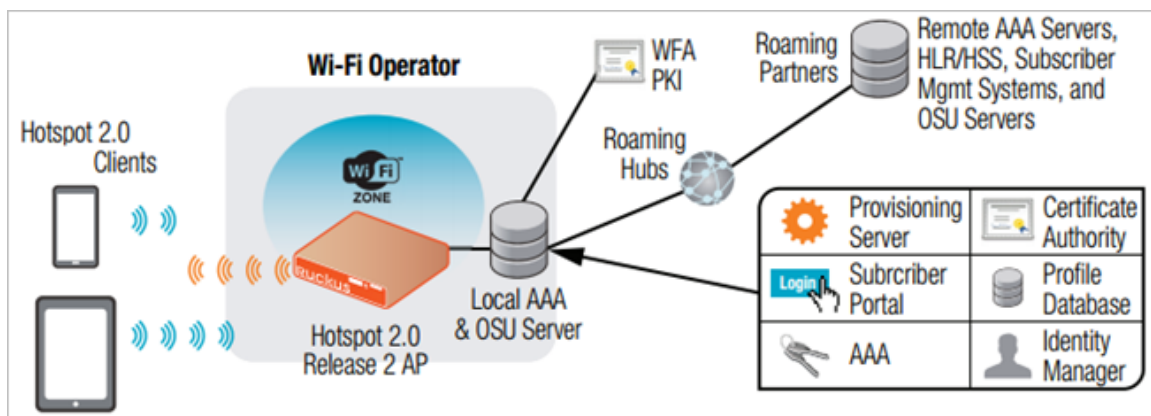 Wi-Fi Operator
Hotspot 2.0
Clients
Wi Fi
ZONE
Ruckus
Hotspot 2.0
Release 2 AP
Local AAA
& OSU Server
WFA
PKI
Roaming
Hubs
Roaming
Partners
Remote AAA Servers,
HLR/HSS, Subscriber
Mgmt Systems, and
OSU Servers
Provisioning
Server
Certificate
Authority
Login
Subrcriber
Portal
Profile
Database
AAA
Identity
Manager